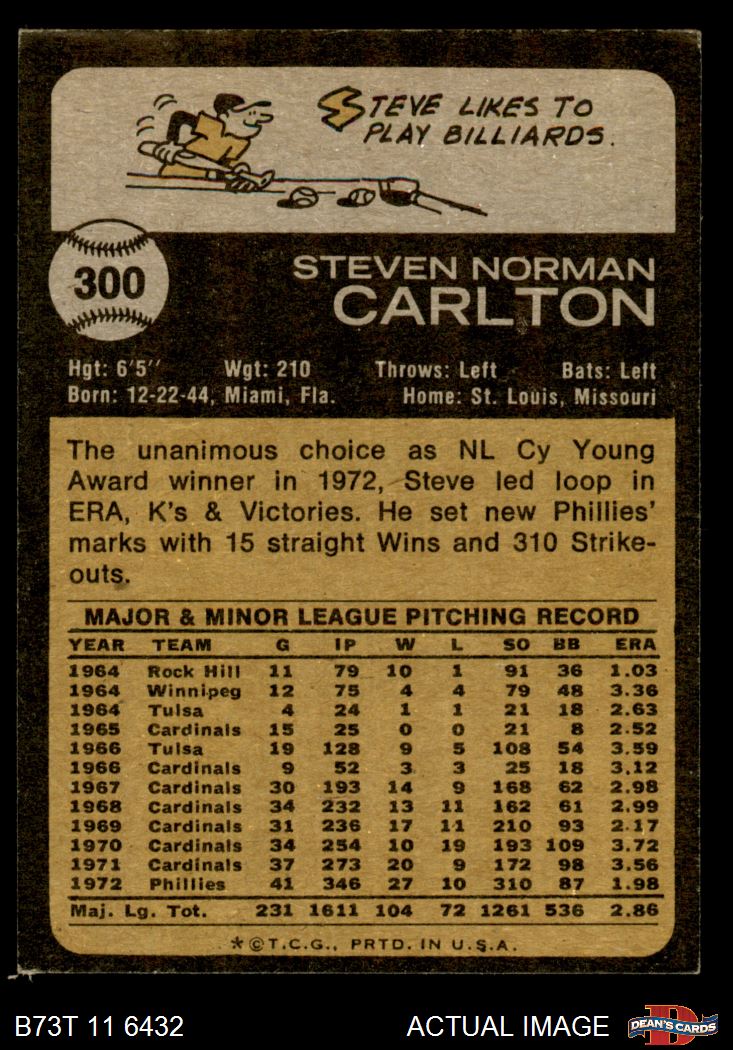 STEVE LIKES TO
PLAY BILLIARDS.
300
STEVEN NORMAN
CARLTON
Hgt: 6'5'' Wgt: 210 Throws: Left Bats: Left
Born: 12-22-44, Miami, Fla. Home: St. Louis, Missouri
The unanimous choice as NL Cy Young
Award winner in 1972, Steve led loop in
ERA, K's & Victories. He set new Phillies'
marks with 15 straight Wins and 310 Strike-
outs.
MAJOR & MINOR LEAGUE PITCHING RECORD
YEAR TEAM G IP W L SO BB ERA
1964 Rock Hill 11 79 10 1 91 36 1.03
1964 Winnipeg 12 75 4 4 79 48 3.36
1964 Tulsa 4 24 1 1 21 18 2.63
1965 Cardinals 15 25 0 0 21 8 2.52
1966 Tulsa 19 128 9 5 108 54 3.59
1966 Cardinals 9 52 3 3 25 18 3.12
1967 Cardinals 30 193 14 9 168 62 2.98
1968 Cardinals 34 232 13 11 162 61 2.99
1969 Cardinals 31 236 17 11 210 93 2.17
1970 Cardinals 34 254 10 19 193 109 3.72
1971 Cardinals 37 273 20 9 172 98 3.56
1972 Phillies 41 346 27 10 310 87 1.98
Maj. Lg. Tot. 231 1611 104 72 1261 536 2.86
*©T.C.G., PRTD. IN U.S.A.
B73T 11 6432 ACTUAL IMAGE DEAN'S CARDS